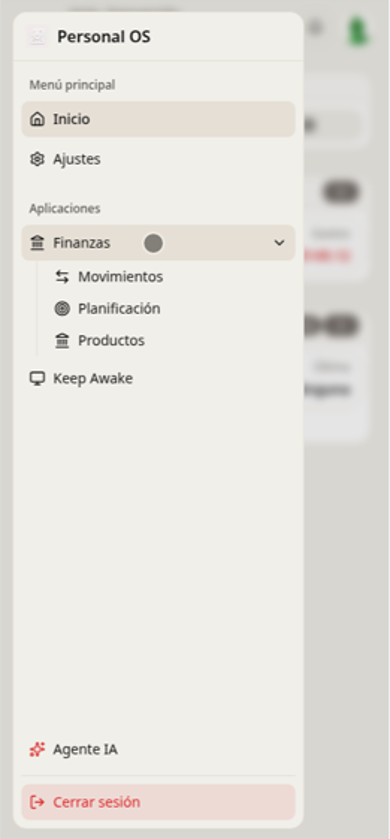 Personal OS
Menú principal
Inicio
Ajustes
Aplicaciones
Finanzas
Movimientos
Planificación
Productos
Keep Awake
Agente IA
Cerrar sesión